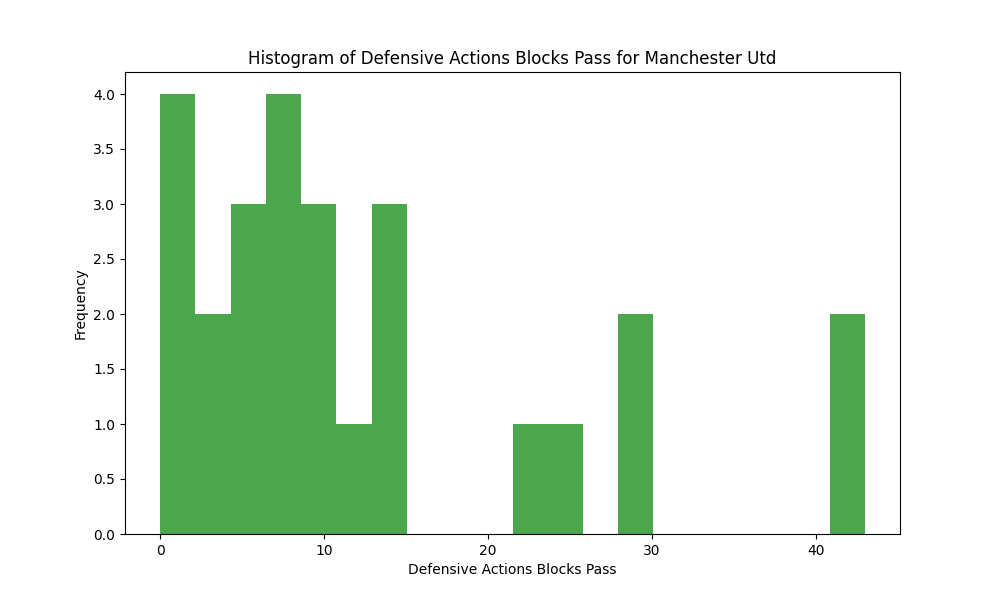 Histogram of Defensive Actions Blocks Pass for Manchester Utd
4.0
3.5
3.0
2.5
2.0
1.5
1.0
0.5
0.0
Frequency
0 10 20 30 40
Defensive Actions Blocks Pass